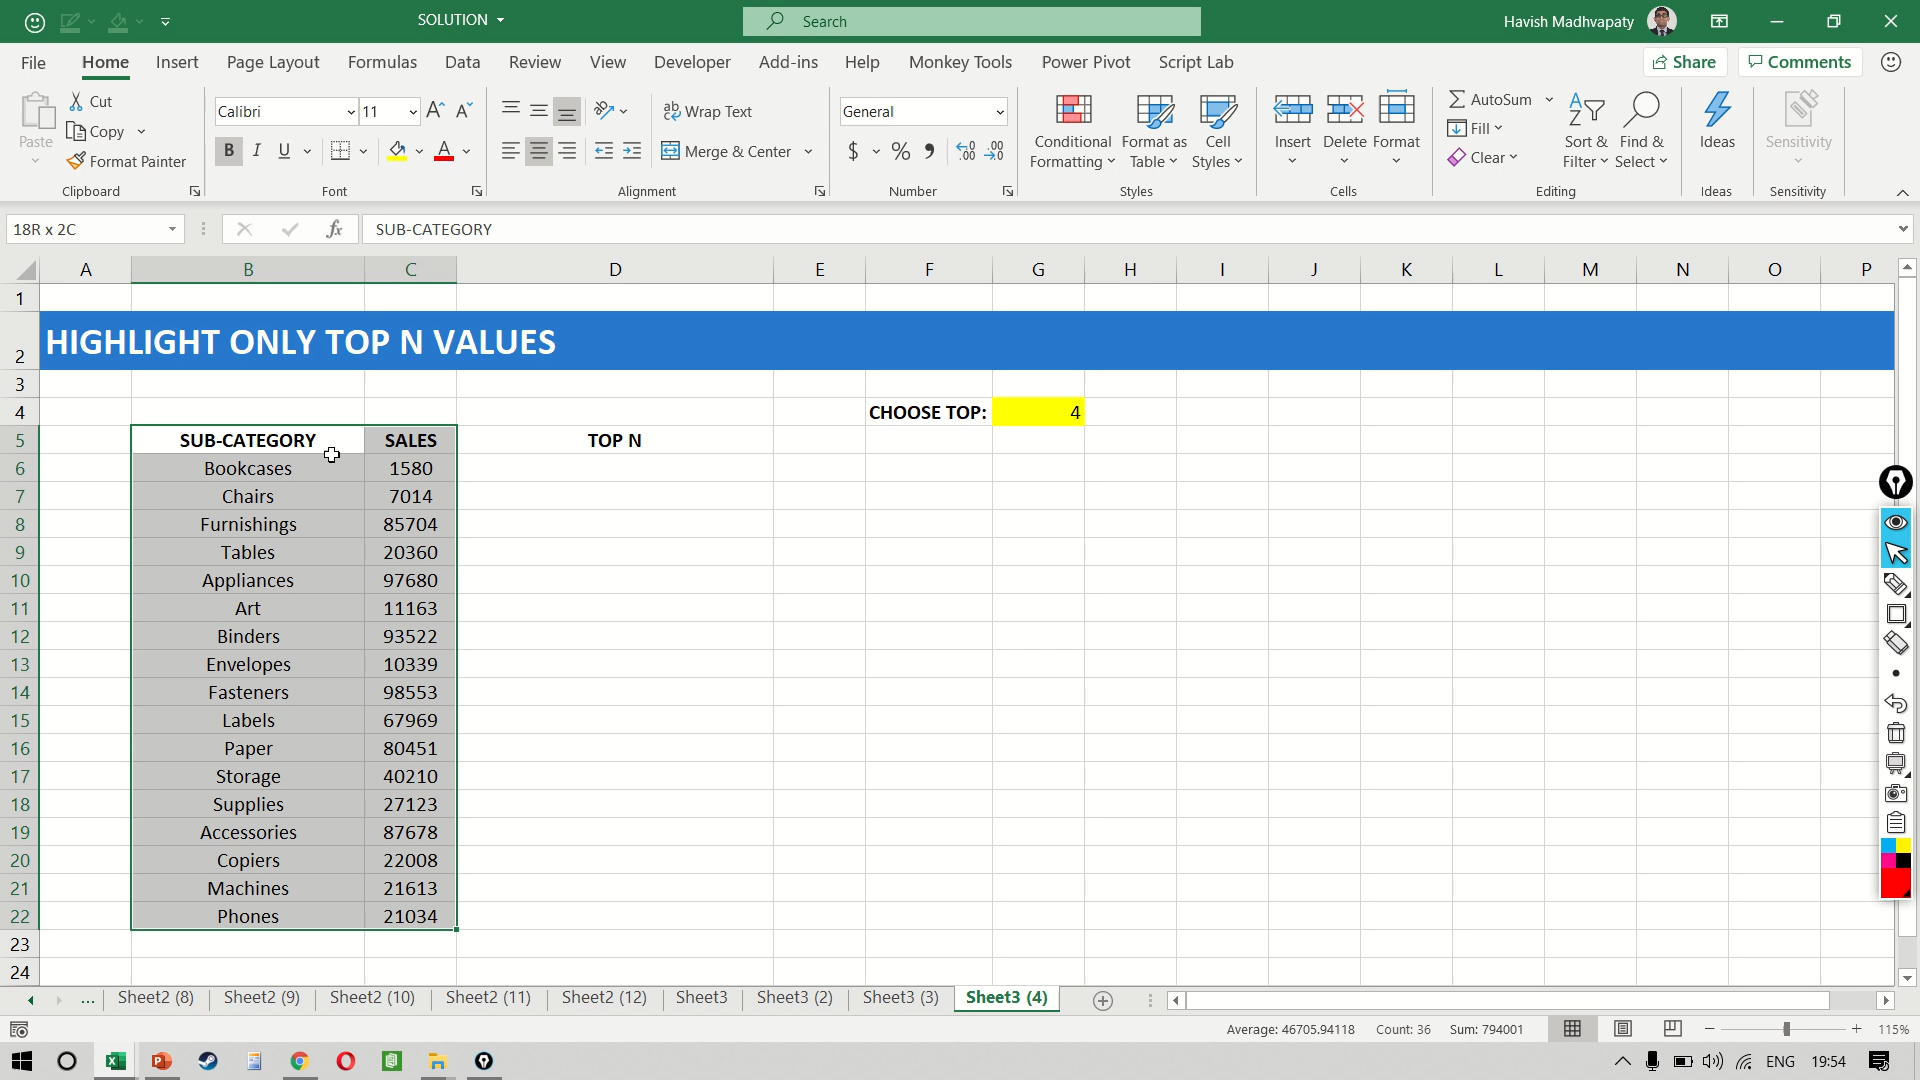 SOLUTION
Search
Havish Madhvapaty
File Home Insert Page Layout Formulas Data Review View Developer Add-ins Help Monkey Tools Power Pivot Script Lab
Share Comments
Paste
Cut
Copy
Format Painter
Clipboard
Calibri 11
B I U
Font
Wrap Text
Merge & Center
Alignment
General
$ %
Number
Conditional Formatting
Format as Table
Cell Styles
Styles
Insert Delete Format
Cells
AutoSum
Fill
Clear
Sort & Filter
Find & Select
Editing
Ideas
Ideas
Sensitivity
Sensitivity
18R x 2C fx SUB-CATEGORY
A B C D E F G H I J K L M N O P
1
2 HIGHLIGHT ONLY TOP N VALUES
3
4 CHOOSE TOP: 4
5 SUB-CATEGORY SALES TOP N
6 Bookcases 1580
7 Chairs 7014
8 Furnishings 85704
9 Tables 20360
10 Appliances 97680
11 Art 11163
12 Binders 93522
13 Envelopes 10339
14 Fasteners 98553
15 Labels 67969
16 Paper 80451
17 Storage 40210
18 Supplies 27123
19 Accessories 87678
20 Copiers 22008
21 Machines 21613
22 Phones 21034
23
24
... Sheet2 (8) Sheet2 (9) Sheet2 (10) Sheet2 (11) Sheet2 (12) Sheet3 Sheet3 (2) Sheet3 (3) Sheet3 (4)
Average: 46705.94118 Count: 36 Sum: 794001 115%
ENG 19:54